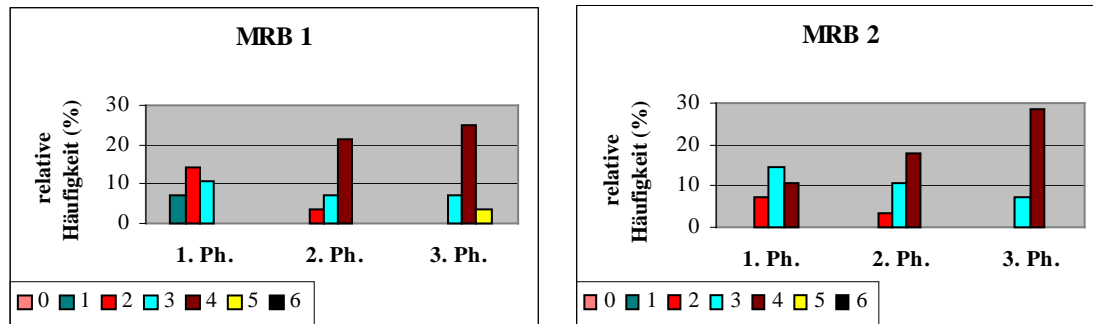 MRB 1
relative
Häufigkeit (%)
30
20
10
0
1. Ph. 2. Ph. 3. Ph.
0 1 2 3 4 5 6
MRB 2
relative
Häufigkeit (%)
30
20
10
0
1. Ph. 2. Ph. 3. Ph.
0 1 2 3 4 5 6